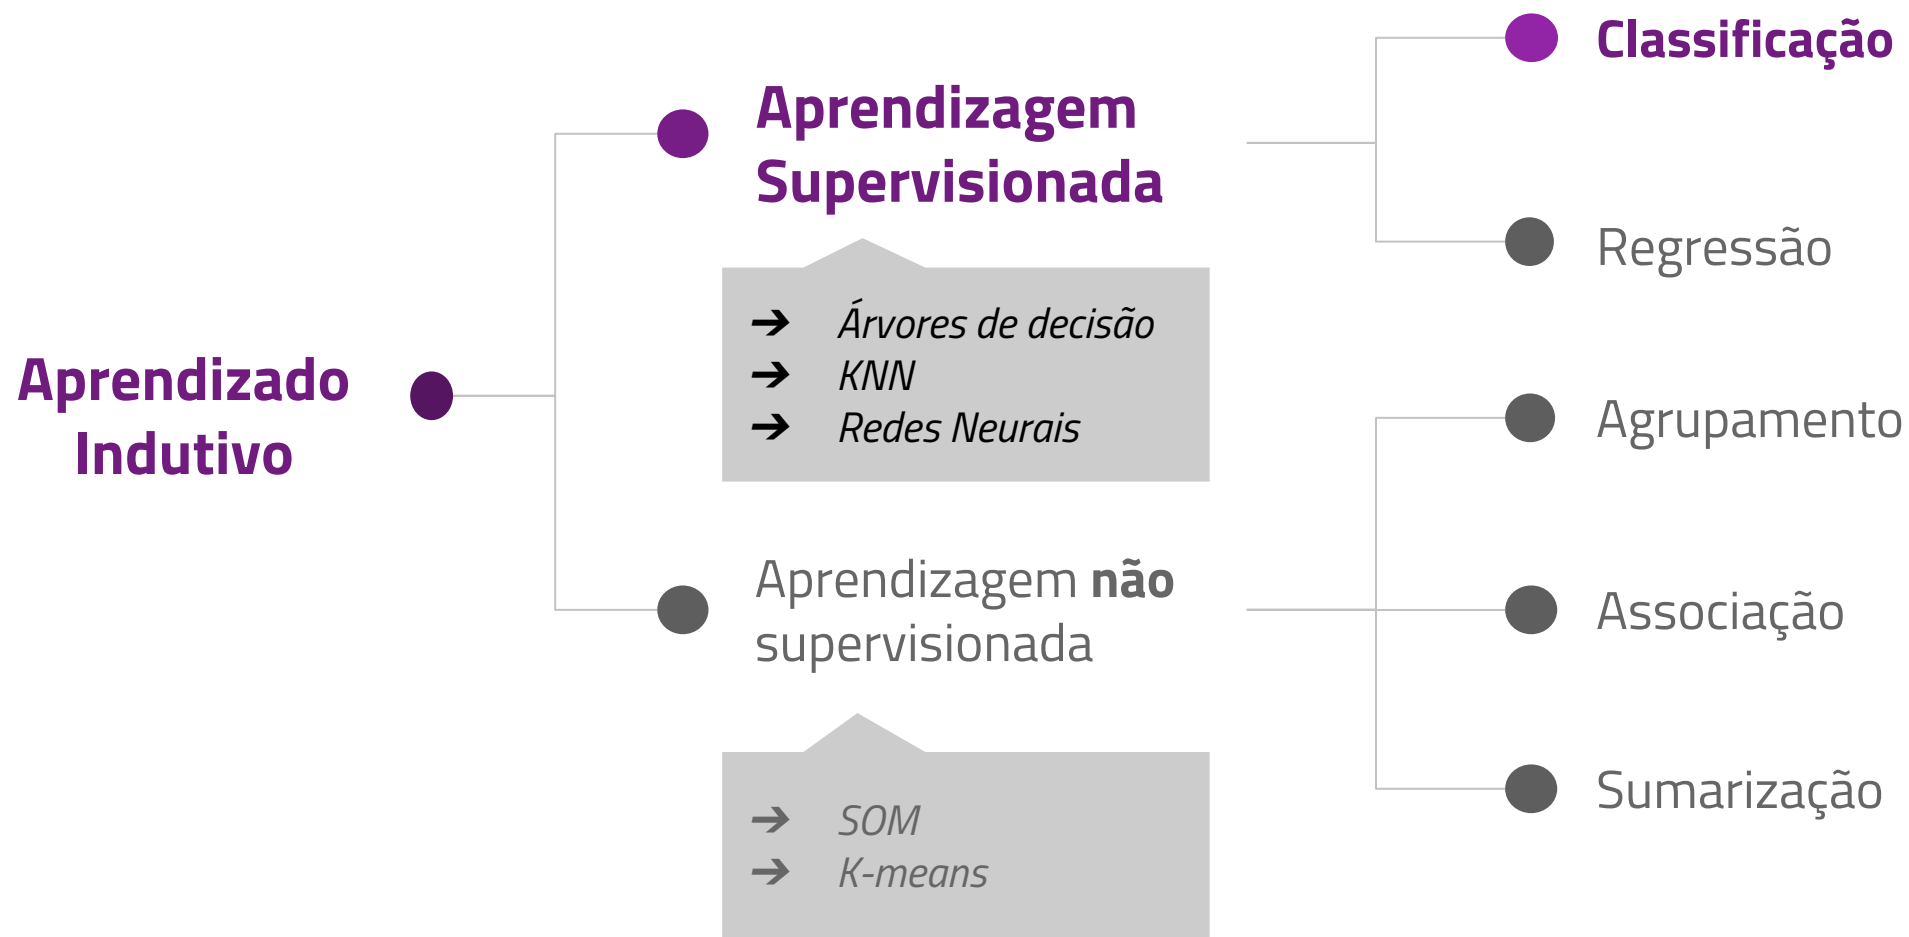 Aprendizado
Indutivo
Aprendizagem
Supervisionada
➔ Árvores de decisão
➔ KNN
➔ Redes Neurais
Aprendizagem não
supervisionada
➔ SOM
➔ K-means
Classificação
Regressão
Agrupamento
Associação
Sumarização